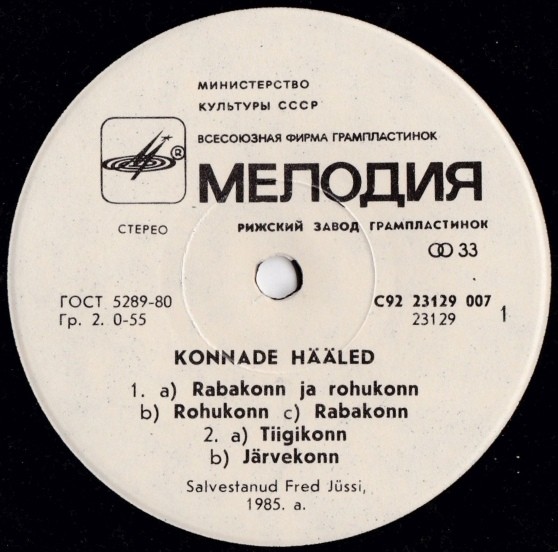 МИНИСТЕРСТВО
КУЛЬТУРЫ СССР
ВСЕСОЮЗНАЯ ФИРМА ГРАМПЛАСТИНОК
®
МЕЛОДИЯ
СТЕРЕО
РИЖСКИЙ ЗАВОД ГРАМПЛАСТИНОК
33
ГОСТ 5289-80
С92 23129 007
Гр. 2. 0-55
23129
1
KONNADE HÄÄLED
1. a) Rabakonn ja rohukonn
b) Rohukonn c) Rabakonn
2. a) Tiigikonn
b) Järvekonn
Salvestanud Fred Jüssi,
1985. a.